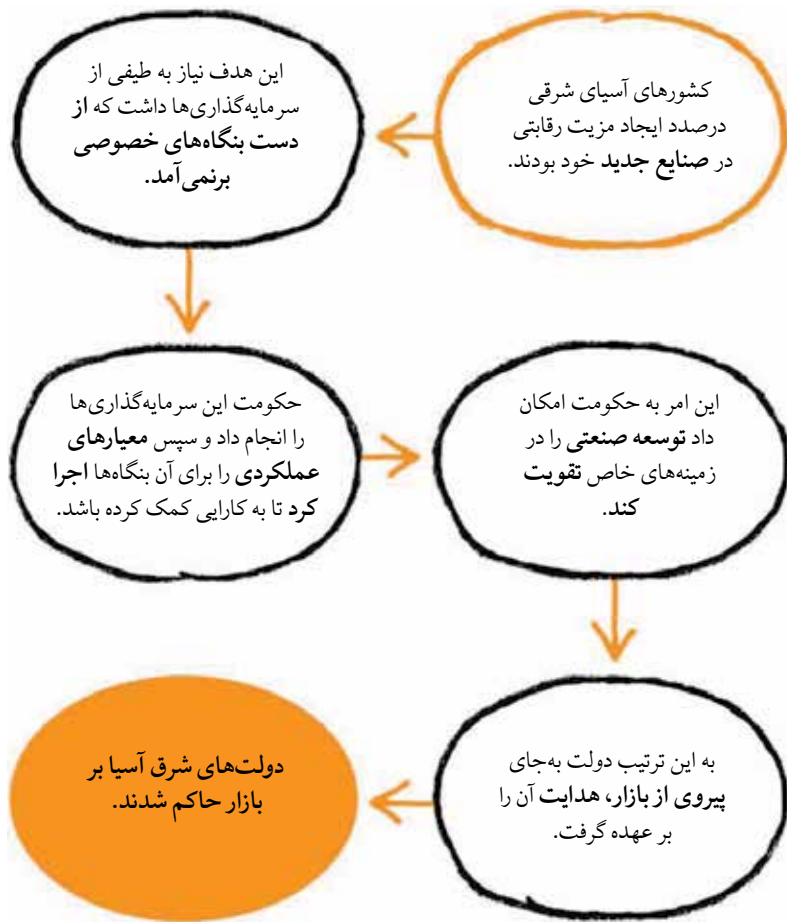 کشورهای آسیای شرقی
درصدد ایجاد مزیت رقابتی
در صنایع جدید خود بودند.
این هدف نیاز به طیفی از
سرمایه‌گذاری‌ها داشت که از
دست بنگاه‌های خصوصی
برنمی‌آمد.
حکومت این سرمایه‌گذاری‌ها
را انجام داد و سپس معیارهای
عملکردی را برای آن بنگاه‌ها اجرا
کرد تا به کارایی کمک کرده باشد.
این امر به حکومت امکان
داد توسعه صنعتی را در
زمینه‌های خاص تقویت
کند.
به این ترتیب دولت به‌جای
پیروی از بازار، هدایت آن را
بر عهده گرفت.
دولت‌های شرق آسیا بر
بازار حاکم شدند.